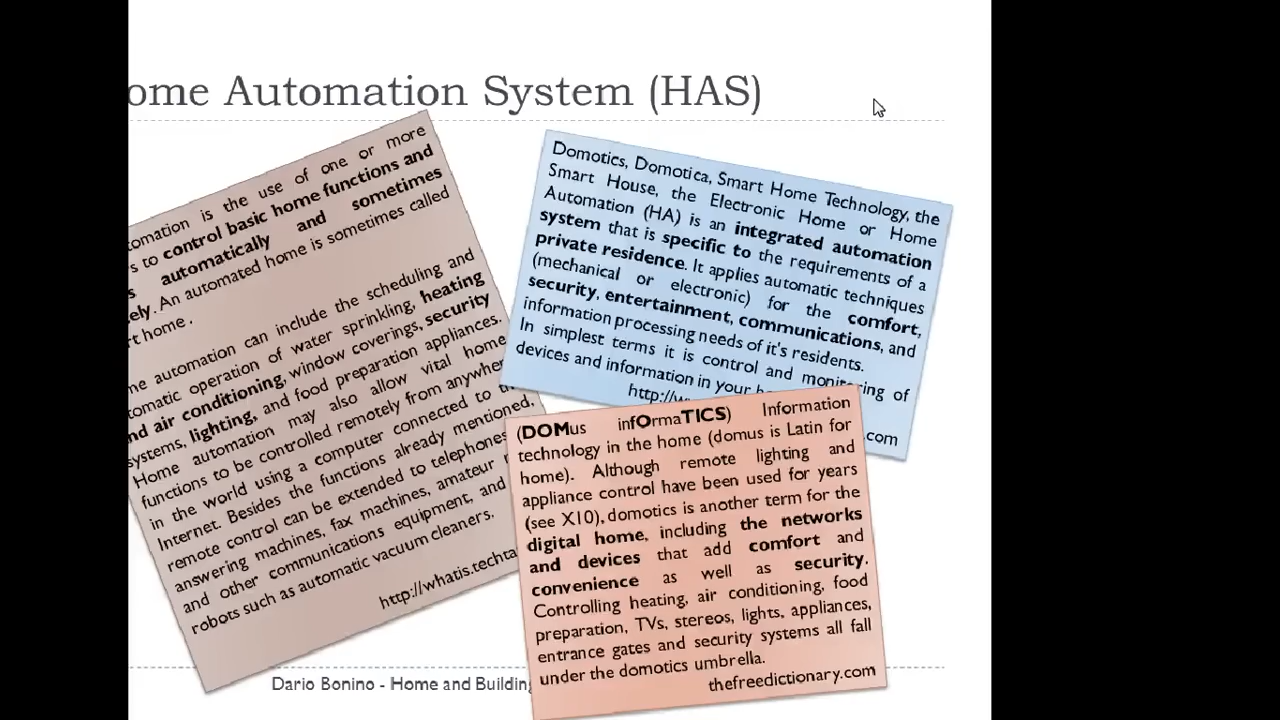 ome Automation System (HAS)
tomation is the use of one or more
s to control basic home functions and
s automatically and sometimes
ely. An automated home is sometimes called
rt home .
me automation can include the scheduling and
tomatic operation of water sprinkling, heating
nd air conditioning, window coverings, security
systems, lighting, and food preparation appliances.
Home automation may also allow vital home
functions to be controlled remotely from anywher
in the world using a computer connected to
Internet. Besides the functions already mentioned,
remote control can be extended to telephones
answering machines, fax machines, amateur r
and other communications equipment, and
robots such as automatic vacuum cleaners.
http://whatis.techta
Domotics, Domotica, Smart Home Technology, the
Smart House, the Electronic Home or Home
Automation (HA) is an integrated automation
system that is specific to the requirements of a
private residence. It applies automatic techniques
(mechanical or electronic) for the comfort,
security, entertainment, communications, and
information processing needs of it's residents.
In simplest terms it is control and monitoring of
devices and information in your h
http://w
.com
(DOMus infOrmaTICS) Information
technology in the home (domus is Latin for
home). Although remote lighting and
appliance control have been used for years
(see X10), domotics is another term for the
digital home, including the networks
and devices that add comfort and
convenience as well as security.
Controlling heating, air conditioning, food
preparation, TVs, stereos, lights, appliances,
entrance gates and security systems all fall
under the domotics umbrella.
thefreedictionary.com
Dario Bonino - Home and Building